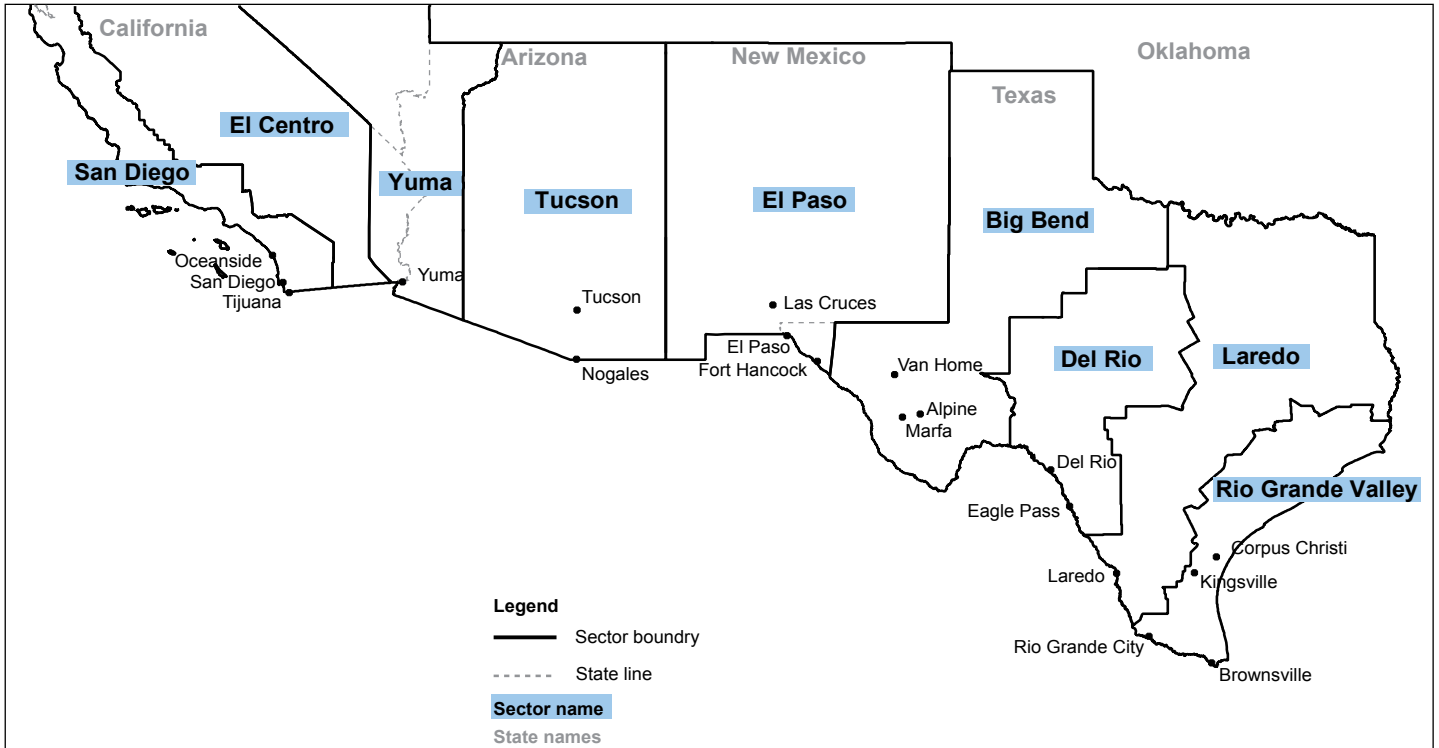 California
Arizona
New Mexico
Oklahoma
Texas
El Centro
San Diego
Yuma
Tucson
El Paso
Big Bend
Oceanside
San Diego
Tijuana
Yuma
Tucson
Las Cruces
Nogales
El Paso
Fort Hancock
Van Home
Alpine
Marfa
Del Rio
Laredo
Del Rio
Eagle Pass
Rio Grande Valley
Corpus Christi
Kingsville
Laredo
Rio Grande City
Brownsville
Legend
Sector boundry
State line
Sector name
State names